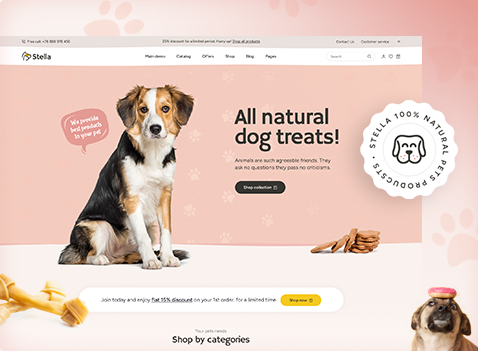 Free call: +76 888 976 450
20% discount for a limited period. Hurry up! Shop all products
Contact Us
Customer service
Stella
Main demo
Catalog
Offers
Shop
Blog
Pages
Search
We provide
best products
to your pet
All natural
dog treats!
Animals are such agreeable friends. They
ask no questions they pass no criticisms.
Shop collection
• STELLA 100% NATURAL PETS PRODUCSTS
Join today and enjoy flat 15% discount on your 1st order. for a limited time
Shop now
Your pets needs
Shop by categories